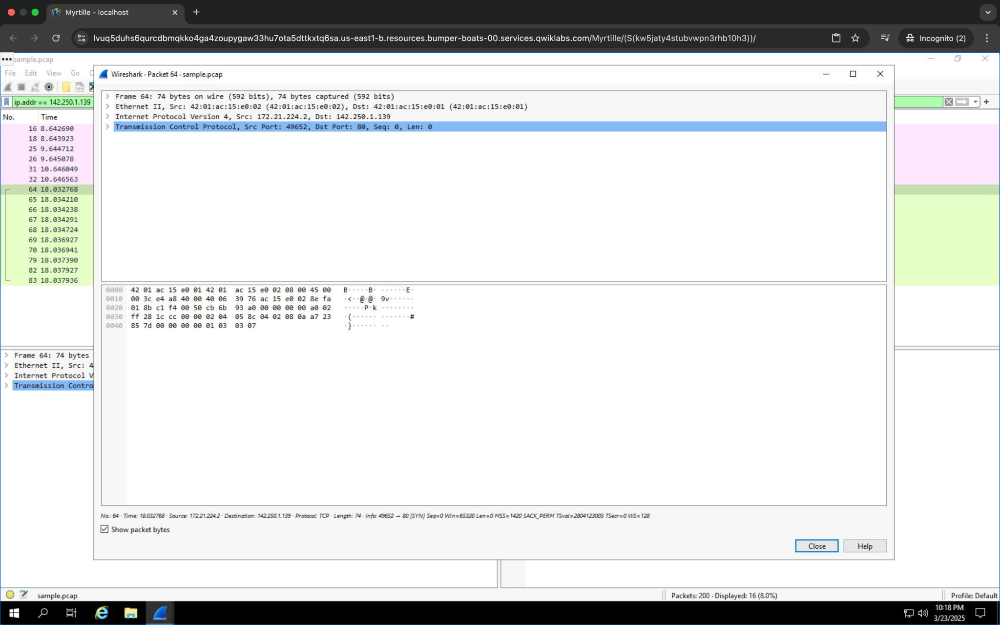 Myrtille - localhost
lvuq5duhs6qurcdbmqkko4ga4zoupygaw33hu7ota5dttkxtq6sa.us-east1-b.resources.bumper-boats-00.services.qwiklabs.com/Myrtille/(S(kw5jaty4stubvwpn3rhb10h3))/
Incognito (2)
sample.pcap
File Edit View Go
Wireshark · Packet 64 · sample.pcap
ip.addr == 142.250.1.139
No. Time
16 8.642690
18 8.643923
25 9.644712
26 9.645078
31 10.646049
32 10.646563
64 18.032768
65 18.034210
66 18.034238
67 18.034291
68 18.034724
69 18.036927
70 18.036941
79 18.037390
82 18.037927
83 18.037936
Frame 64: 74 bytes on wire (592 bits), 74 bytes captured (592 bits)
Ethernet II, Src: 42:01:ac:15:e0:02 (42:01:ac:15:e0:02), Dst: 42:01:ac:15:e0:01 (42:01:ac:15:e0:01)
Internet Protocol Version 4, Src: 172.21.224.2, Dst: 142.250.1.139
Transmission Control Protocol, Src Port: 49652, Dst Port: 80, Seq: 0, Len: 0
0000 42 01 ac 15 e0 01 42 01 ac 15 e0 02 08 00 45 00 B·····B· ······E·
0010 00 3c e4 a8 40 00 40 06 39 76 ac 15 e0 02 8e fa ·<··@·@· 9v······
0020 01 8b c1 f4 00 50 cb 6b 93 a0 00 00 00 00 a0 02 ·····P·k ········
0030 ff 28 1c cc 00 00 02 04 05 8c 04 02 08 0a a7 23 ·(······ ·······#
0040 85 7d 00 00 00 00 01 03 03 07 ·}······ ··
Frame 64: 74 bytes
Ethernet II, Src: 4
Internet Protocol V
Transmission Contro
No.: 64 · Time: 18.032768 · Source: 172.21.224.2 · Destination: 142.250.1.139 · Protocol: TCP · Length: 74 · Info: 49652 → 80 [SYN] Seq=0 Win=65320 Len=0 MSS=1420 SACK_PERM TSval=2804123005 TSecr=0 WS=128
Show packet bytes
Close
Help
sample.pcap
Packets: 200 · Displayed: 16 (8.0%)
Profile: Default
10:18 PM
3/23/2025